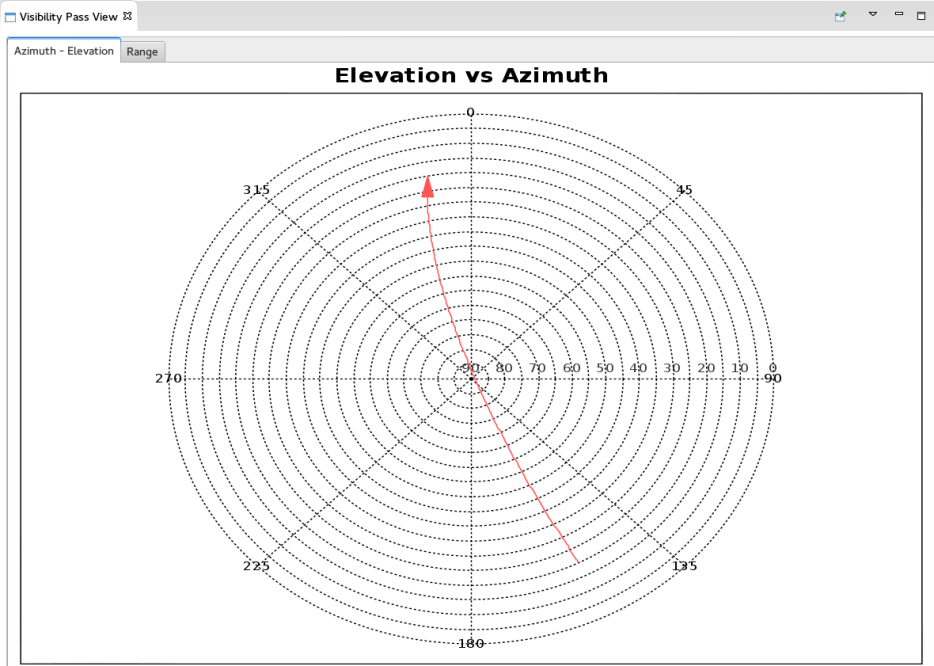 Visibility Pass View
Azimuth - Elevation Range
Elevation vs Azimuth
0
315 45
90 80 70 60 50 40 30 20 10 0
270 90
225 135
180